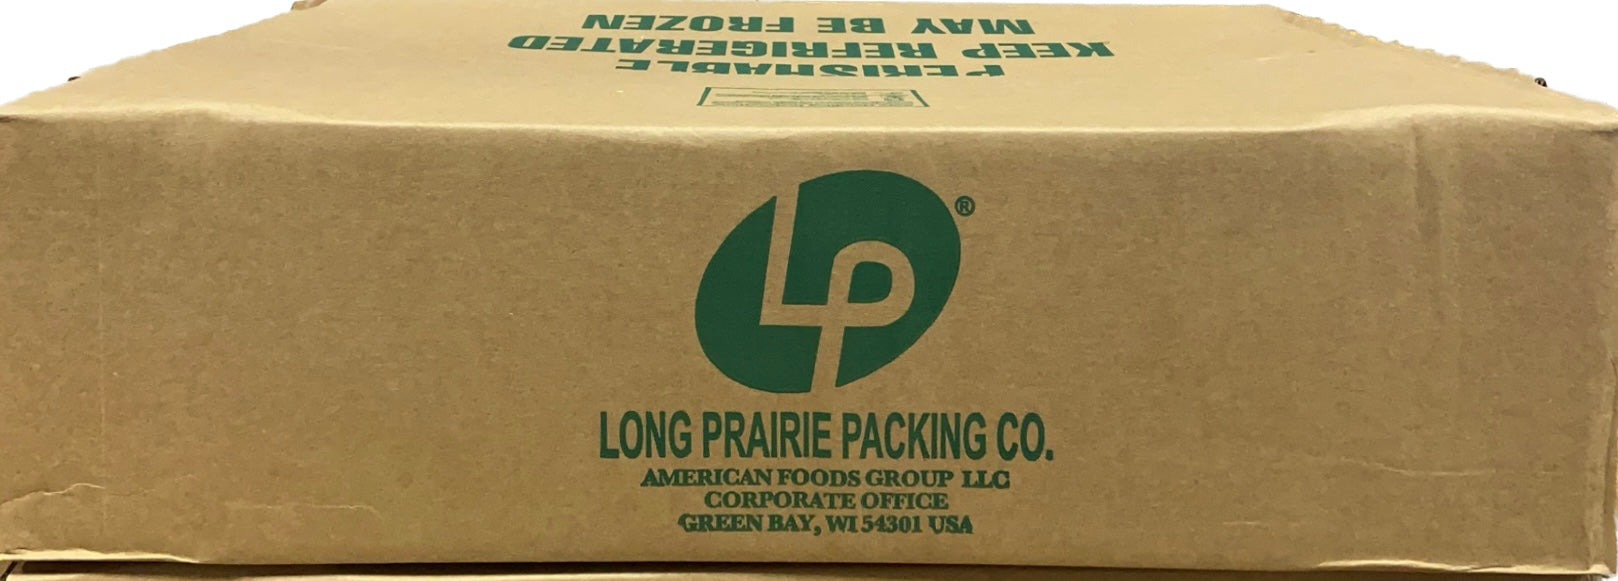 PERISHABLE
KEEP REFRIGERATED
MAY BE FROZEN
LP®
LONG PRAIRIE PACKING CO.
AMERICAN FOODS GROUP LLC
CORPORATE OFFICE
GREEN BAY, WI 54301 USA